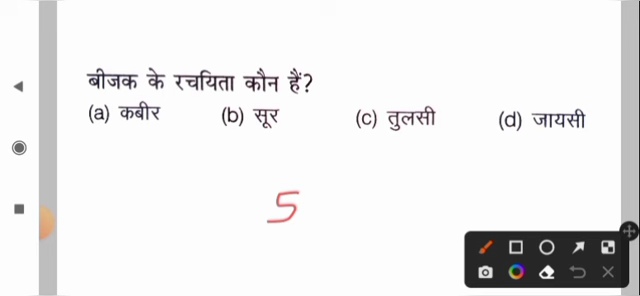 बीजक के रचयिता कौन हैं?
(a) कबीर (b) सूर (c) तुलसी (d) जायसी
5